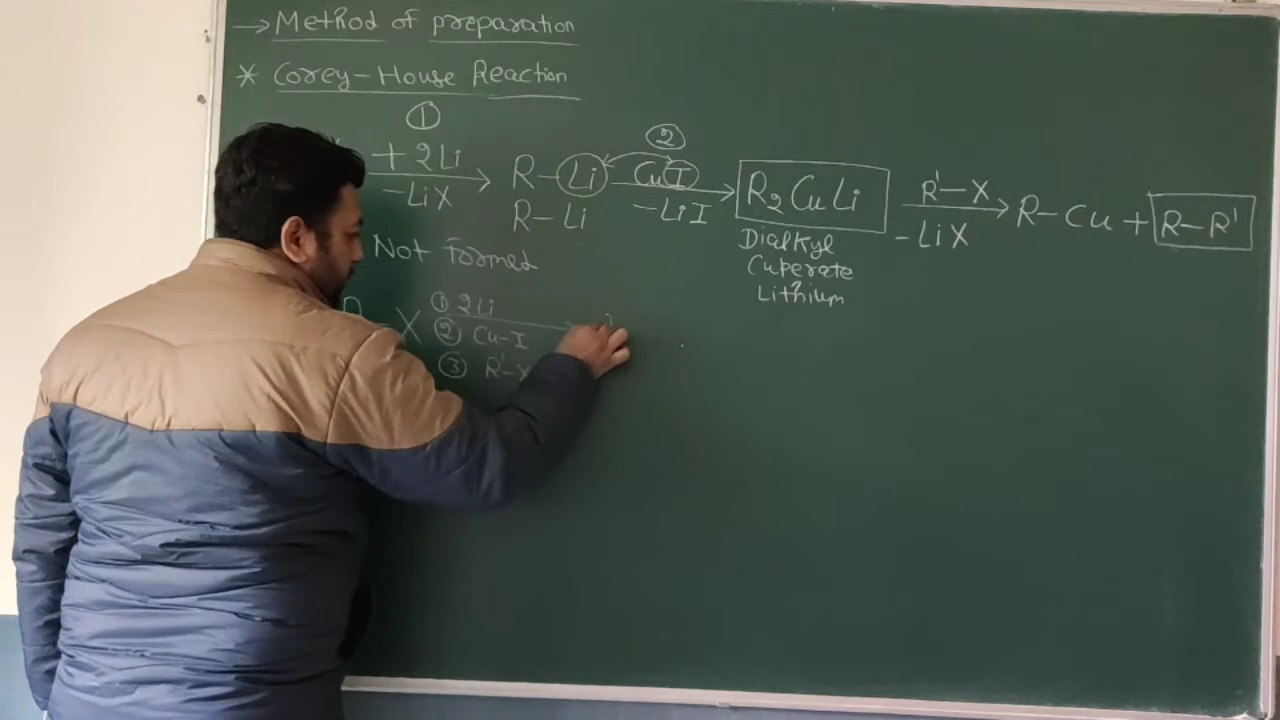 → Method of preparation
* Corey-House Reaction
①
+ 2Li
-LiX
R-Li
R-Li
②
CuI
-LiI
R₂CuLi
Dialkyl
Cuperate
Lithium
R'-X
-LiX
R-Cu + R-R'
Not formed
R-X
① 2Li
② Cu-I
③ R'-X